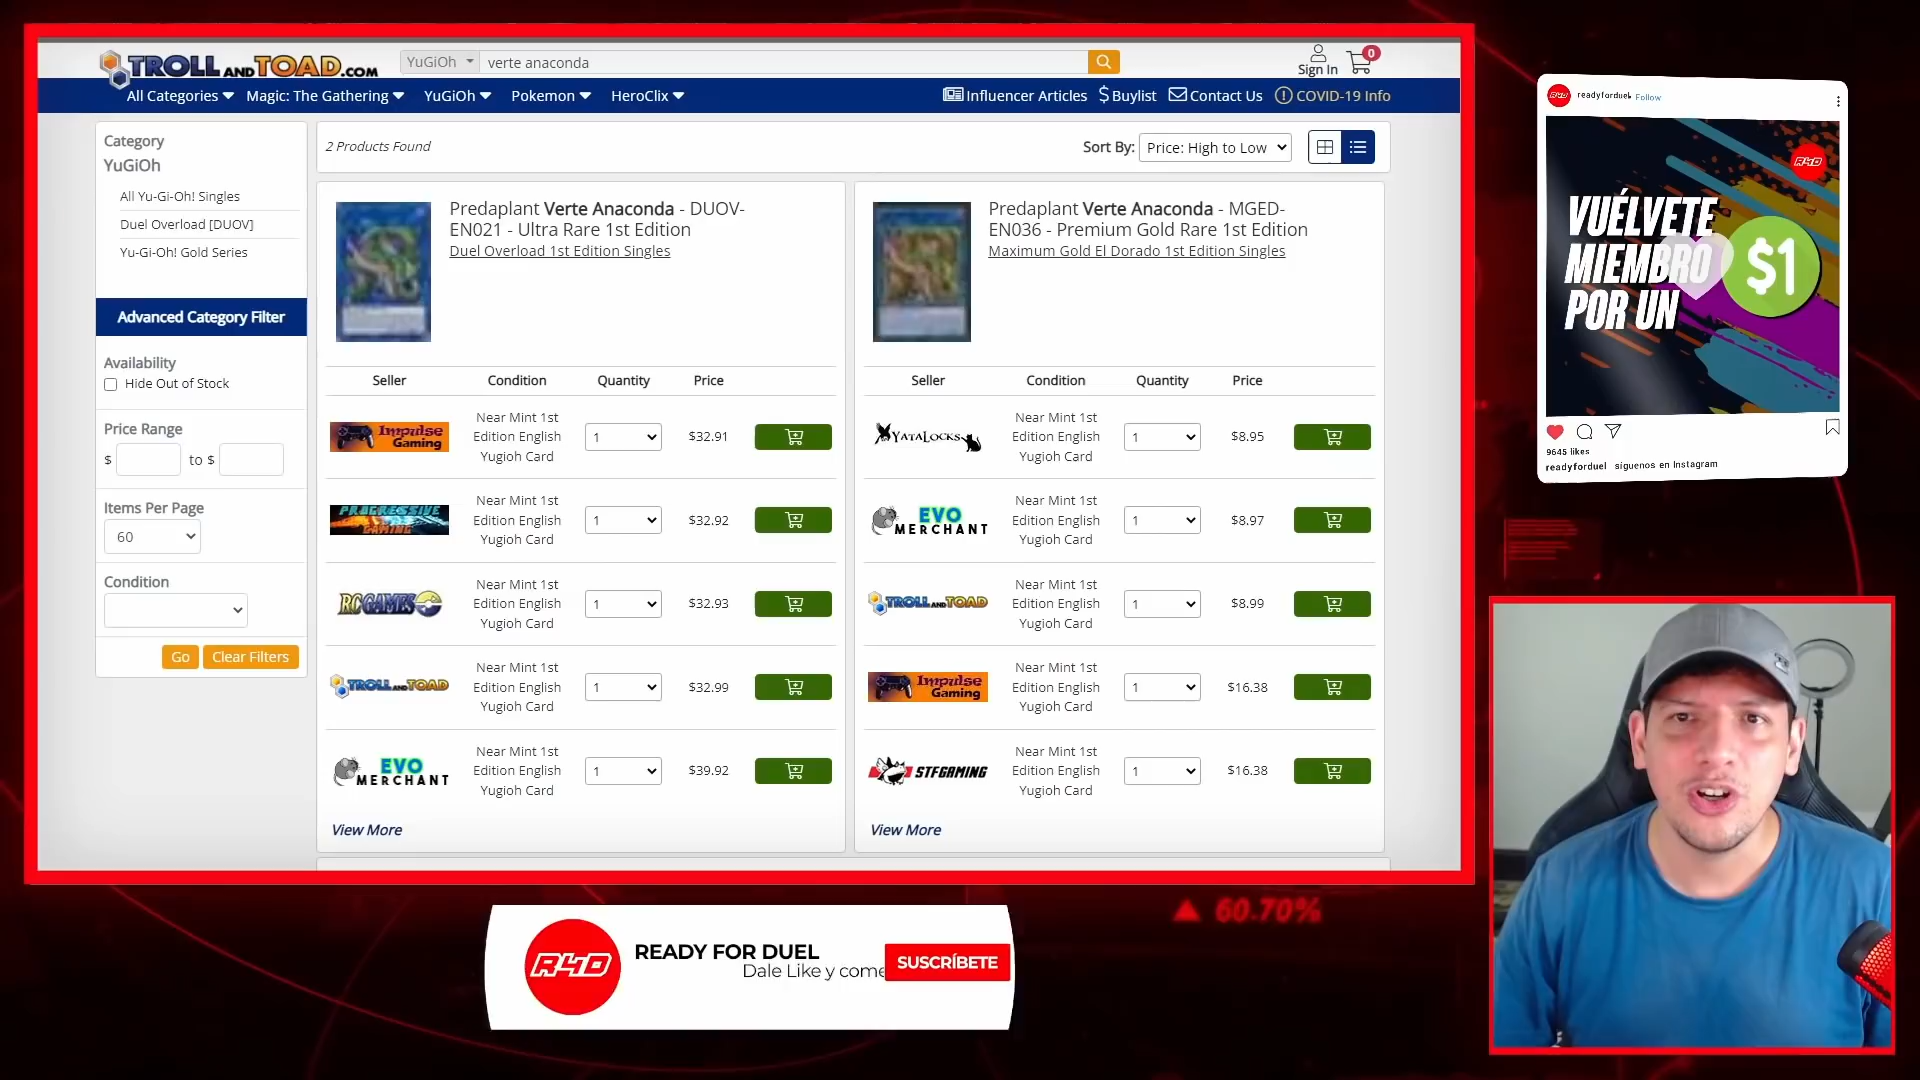 TROLL AND TOAD.COM
YuGiOh
verte anaconda
Sign In
0
All Categories
Magic: The Gathering
YuGiOh
Pokemon
HeroClix
Influencer Articles
Buylist
Contact Us
COVID-19 Info
Category
YuGiOh
All Yu-Gi-Oh! Singles
Duel Overload [DUOV]
Yu-Gi-Oh! Gold Series
Advanced Category Filter
Availability
Hide Out of Stock
Price Range
$ to $
Items Per Page
60
Condition
Go
Clear Filters
2 Products Found
Sort By:
Price: High to Low
Predaplant Verte Anaconda - DUOV-
EN021 - Ultra Rare 1st Edition
Duel Overload 1st Edition Singles
Seller Condition Quantity Price
Impulse Gaming
Near Mint 1st
Edition English
Yugioh Card
1
$32.91
PROGRESSIVE GAMING
Near Mint 1st
Edition English
Yugioh Card
1
$32.92
RCGAMES
Near Mint 1st
Edition English
Yugioh Card
1
$32.93
TROLL AND TOAD
Near Mint 1st
Edition English
Yugioh Card
1
$32.99
EVO MERCHANT
Near Mint 1st
Edition English
Yugioh Card
1
$39.92
View More
Predaplant Verte Anaconda - MGED-
EN036 - Premium Gold Rare 1st Edition
Maximum Gold El Dorado 1st Edition Singles
Seller Condition Quantity Price
YATALOCKS
Near Mint 1st
Edition English
Yugioh Card
1
$8.95
EVO MERCHANT
Near Mint 1st
Edition English
Yugioh Card
1
$8.97
TROLL AND TOAD
Near Mint 1st
Edition English
Yugioh Card
1
$8.99
Impulse Gaming
Near Mint 1st
Edition English
Yugioh Card
1
$16.38
STFGAMING
Near Mint 1st
Edition English
Yugioh Card
1
$16.38
View More
R4D
readyforduel Follow
R4D
VUÉLVETE
MIEMBRO
POR UN
$1
9645 likes
readyforduel síguenos en Instagram
60.70%
R4D
READY FOR DUEL
Dale Like y come
SUSCRÍBETE